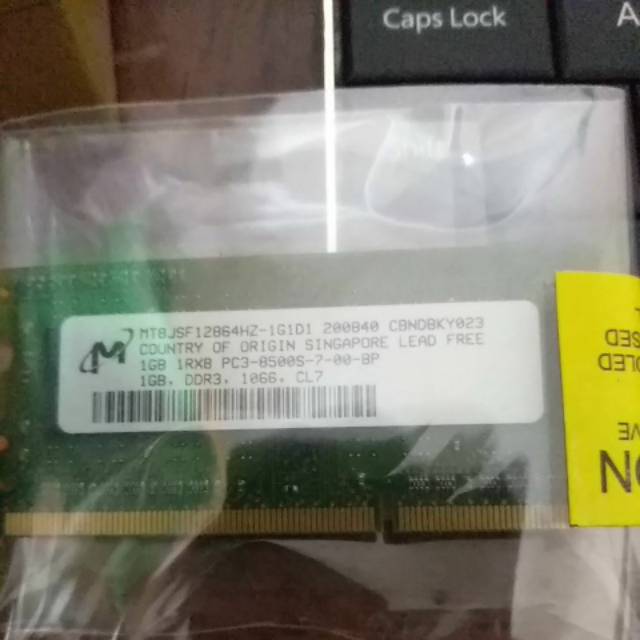 Caps Lock
A
MT8JSF12864HZ-1G1D1 200840 CBNDBKY023
COUNTRY OF ORIGIN SINGAPORE LEAD FREE
1GB 1RX8 PC3-8500S-7-00-BP
1GB, DDR3, 1066, CL7